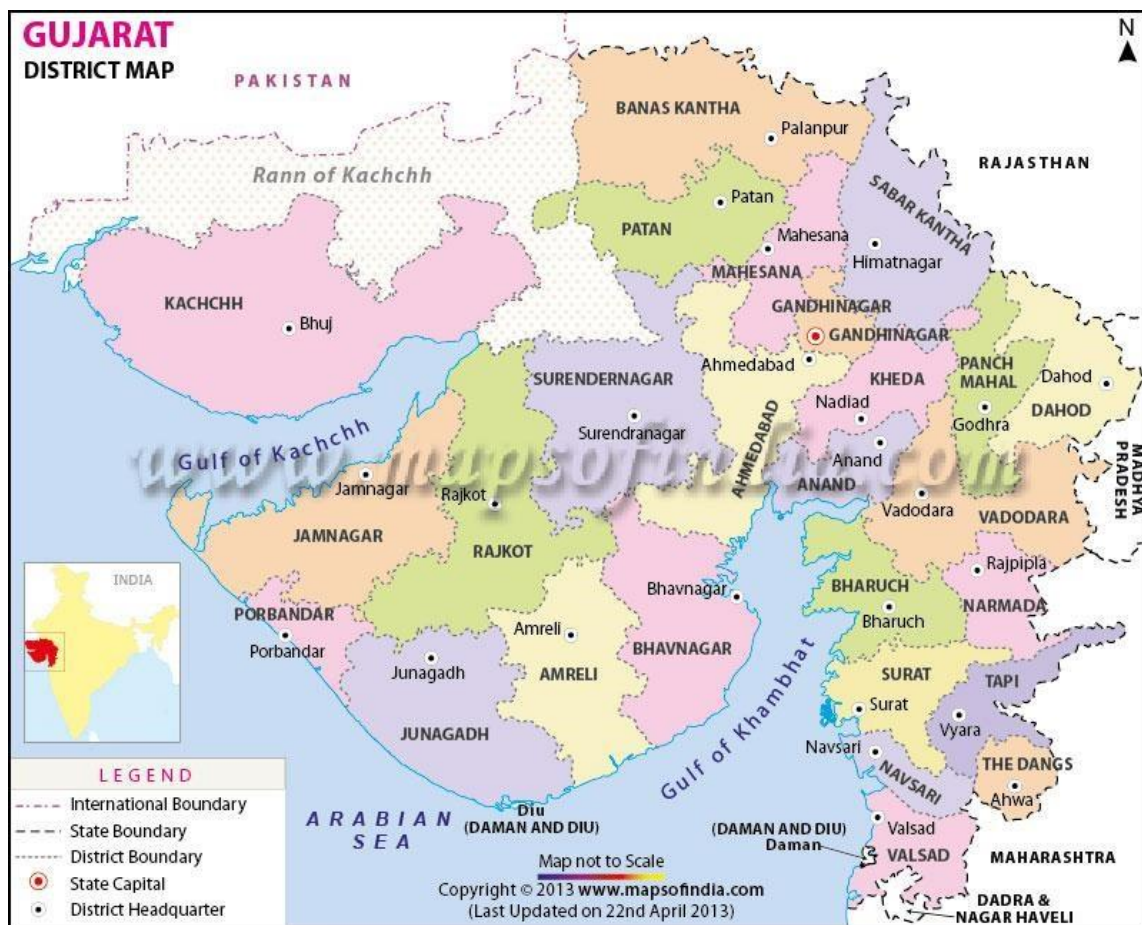 GUJARAT
DISTRICT MAP
N
PAKISTAN
BANAS KANTHA
Palanpur
RAJASTHAN
Rann of Kachchh
SABAR KANTHA
Patan
PATAN
Mahesana
Himatnagar
MAHESANA
KACHCHH
GANDHINAGAR
Bhuj
GANDHINAGAR
Ahmedabad
PANCH
MAHAL
SURENDERNAGAR
KHEDA
Dahod
Nadiad
DAHOD
Surendranagar
Godhra
AHMEDABAD
Gulf of Kachchh
www.mapsofindia.com
Anand
MADHYA
PRADESH
Jamnagar
ANAND
Rajkot
Vadodara
VADODARA
JAMNAGAR
RAJKOT
Rajpipla
INDIA
BHARUCH
Bhavnagar
NARMADA
PORBANDAR
Bharuch
Porbandar
Amreli
BHAVNAGAR
Junagadh
AMRELI
SURAT
TAPI
Surat
Gulf of Khambhat
Vyara
JUNAGADH
Navsari
NAVSARI
THE DANGS
Ahwa
LEGEND
International Boundary
State Boundary
District Boundary
State Capital
District Headquarter
ARABIAN
SEA
Diu
(DAMAN AND DIU)
Valsad
(DAMAN AND DIU)
Daman
VALSAD
MAHARASHTRA
Map not to Scale
Copyright © 2013 www.mapsofindia.com
(Last Updated on 22nd April 2013)
DADRA &
NAGAR HAVELI